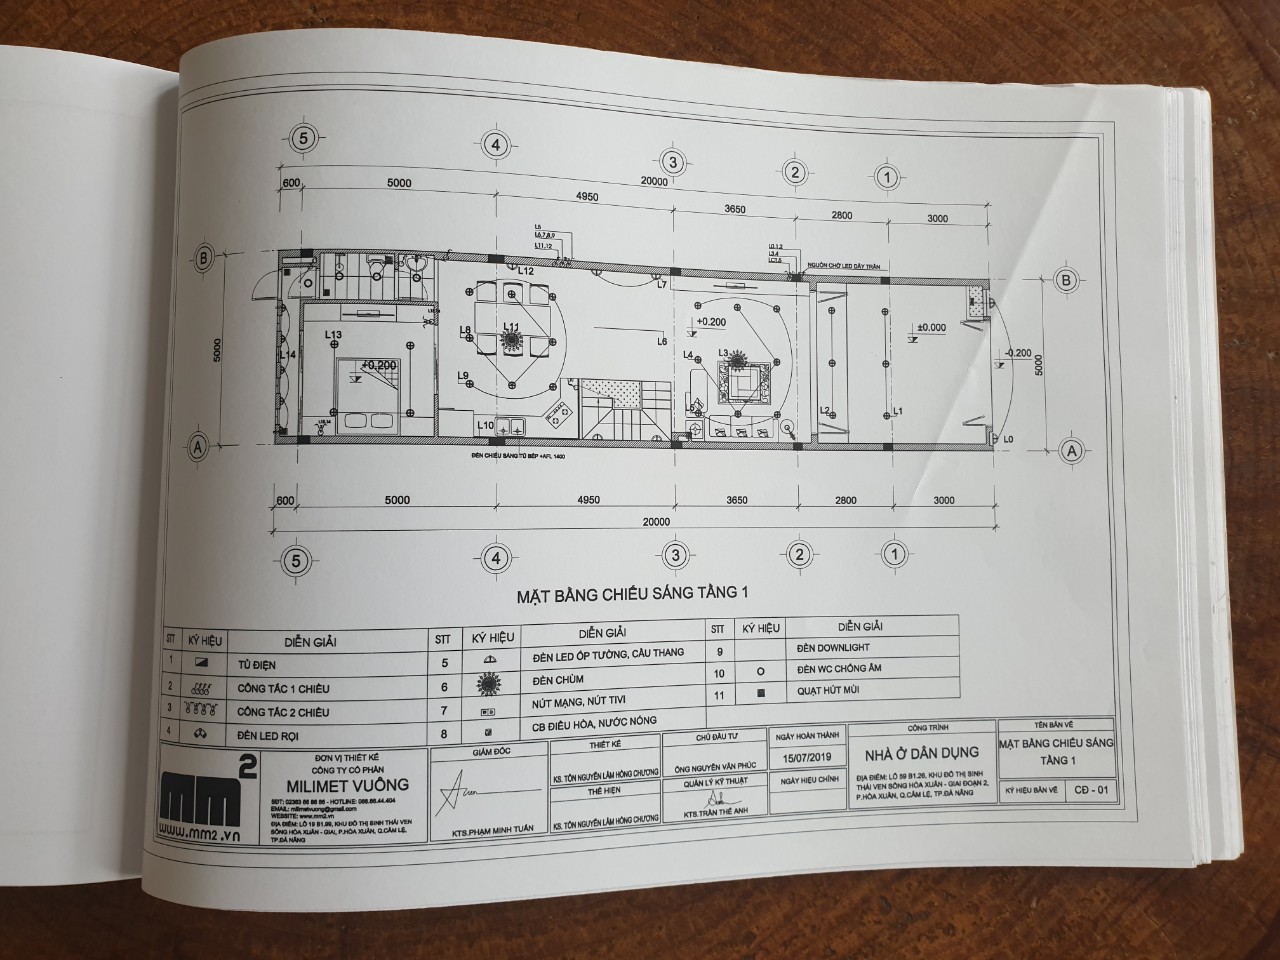 5
4
3
2
1
20000
600
5000
4950
3650
2800
3000
L5
L6,7,8,9
L11,12
L0,1,2
L3,4
NGUỒN CHỜ LED DÂY TRẦN
B
B
L12
L7
L8
L11
L6
+0.200
±0.000
L13
L14
L4
L3
-0.200
5000
5000
+0.200
L9
L5
L2
L1
L10
L0
A
A
ĐÈN CHIẾU SÁNG TỦ BẾP +AFL 1400
600
5000
4950
3650
2800
3000
20000
5
4
3
2
1
MẶT BẰNG CHIẾU SÁNG TẦNG 1
STT KÝ HIỆU DIỄN GIẢI STT KÝ HIỆU DIỄN GIẢI STT KÝ HIỆU DIỄN GIẢI
1 TỦ ĐIỆN 5 ĐÈN LED ỐP TƯỜNG, CẦU THANG 9 ĐÈN DOWNLIGHT
2 CÔNG TẮC 1 CHIỀU 6 ĐÈN CHÙM 10 ĐÈN WC CHỐNG ẨM
3 CÔNG TẮC 2 CHIỀU 7 NÚT MẠNG, NÚT TIVI 11 QUẠT HÚT MÙI
4 ĐÈN LED RỌI 8 CB ĐIỀU HÒA, NƯỚC NÓNG
mm2
www.mm2.vn
ĐƠN VỊ THIẾT KẾ
CÔNG TY CỔ PHẦN
MILIMET VUÔNG
SĐT: 02363 66 86 86 - HOTLINE: 086.86.44.404
EMAIL: milimetvuong@gmail.com
WEBSITE: www.mm2.vn
ĐỊA ĐIỂM: LÔ 19 B1.99, KHU ĐÔ THỊ SINH THÁI VEN
SÔNG HÒA XUÂN - GIAI, P.HÒA XUÂN, Q.CẨM LỆ,
TP.ĐÀ NẴNG
GIÁM ĐỐC
KTS.PHẠM MINH TUẤN
THIẾT KẾ
KS. TÔN NGUYỄN LÂM HỒNG CHƯƠNG
THỂ HIỆN
KS. TÔN NGUYỄN LÂM HỒNG CHƯƠNG
CHỦ ĐẦU TƯ
ÔNG NGUYỄN VĂN PHÚC
QUẢN LÝ KỸ THUẬT
KTS.TRẦN THẾ ANH
NGÀY HOÀN THÀNH
15/07/2019
NGÀY HIỆU CHỈNH
CÔNG TRÌNH
NHÀ Ở DÂN DỤNG
ĐỊA ĐIỂM: LÔ 59 B1.26, KHU ĐÔ THỊ SINH
THÁI VEN SÔNG HÒA XUÂN - GIAI ĐOẠN 2,
P.HÒA XUÂN, Q.CẨM LỆ, TP.ĐÀ NẴNG
TÊN BẢN VẼ
MẶT BẰNG CHIẾU SÁNG
TẦNG 1
KÝ HIỆU BẢN VẼ CĐ - 01